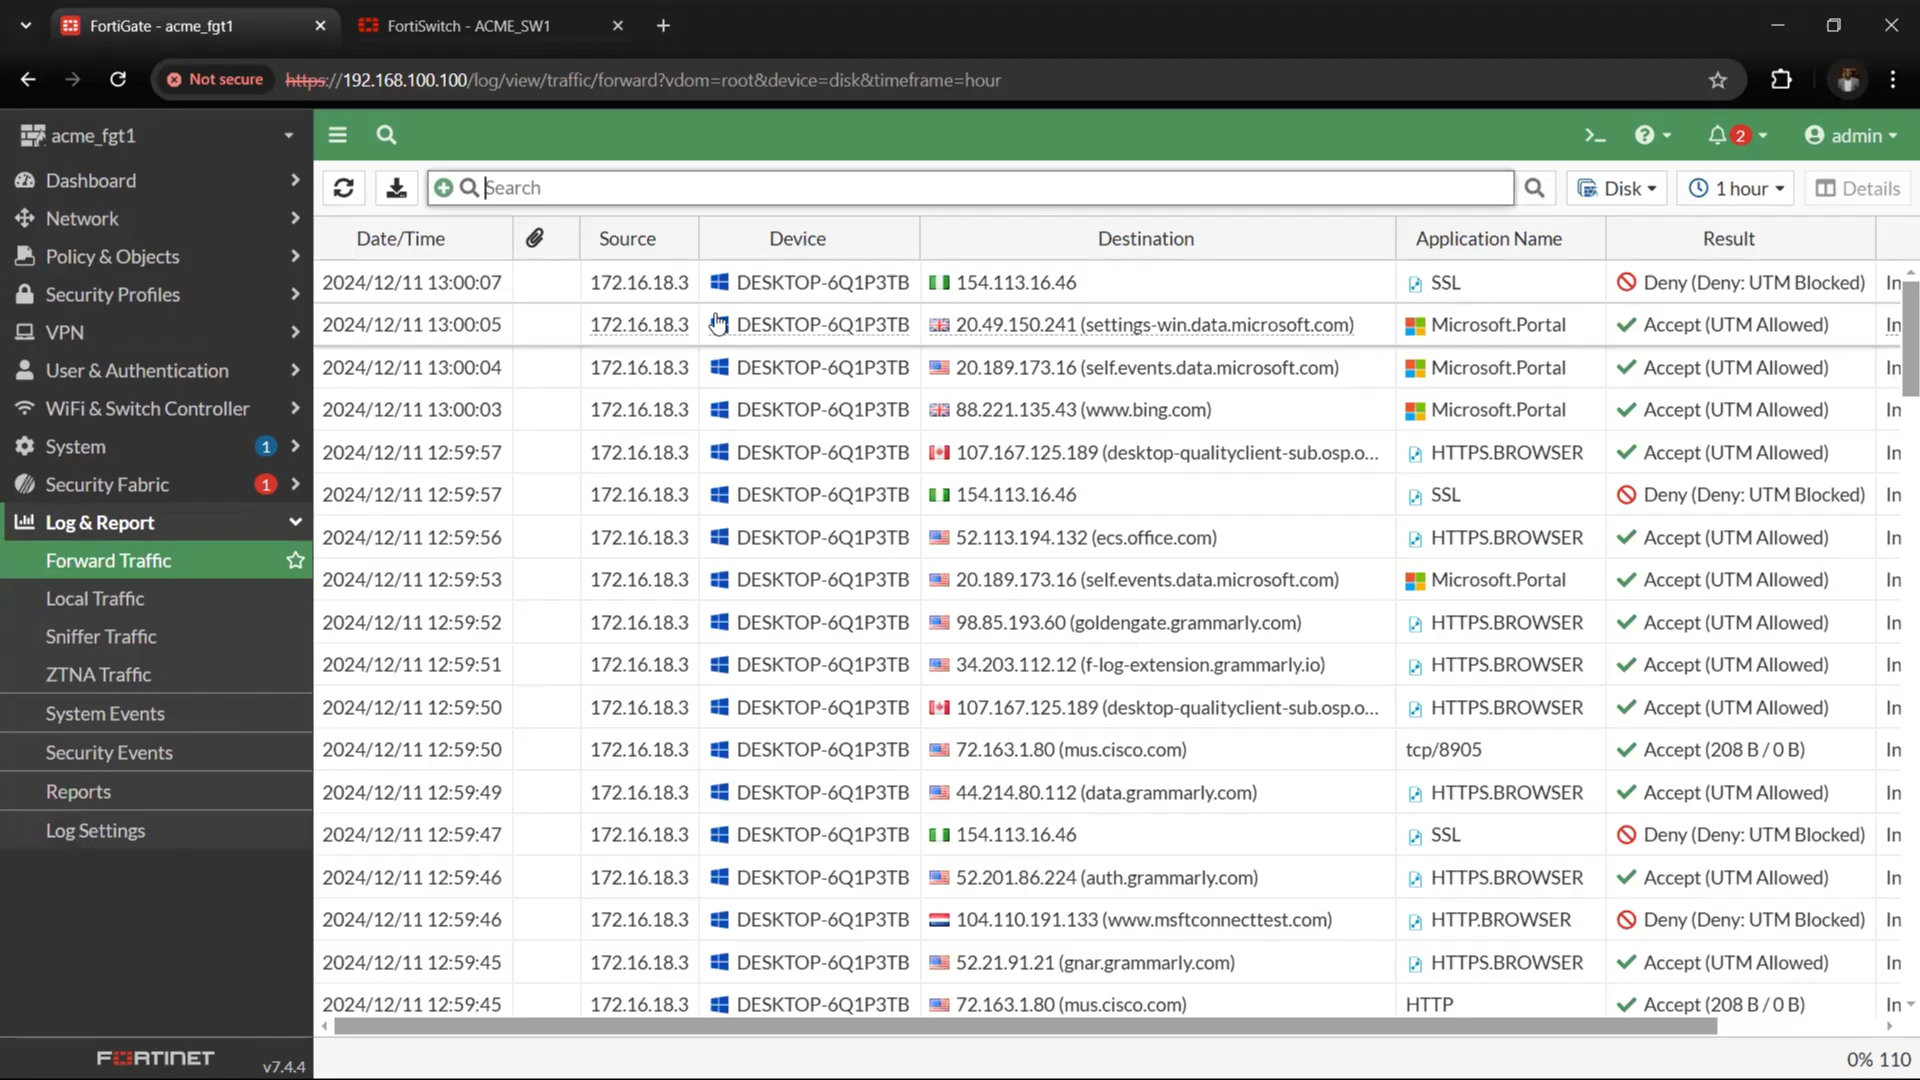 FortiGate - acme_fgt1
FortiSwitch - ACME_SW1
Not secure https://192.168.100.100/log/view/traffic/forward?vdom=root&device=disk&timeframe=hour
acme_fgt1
Dashboard
Network
Policy & Objects
Security Profiles
VPN
User & Authentication
WiFi & Switch Controller
System 1
Security Fabric 1
Log & Report
Forward Traffic
Local Traffic
Sniffer Traffic
ZTNA Traffic
System Events
Security Events
Reports
Log Settings
FORTINET v7.4.4
2 admin
Search Disk 1 hour Details
Date/Time Source Device Destination Application Name Result
2024/12/11 13:00:07 172.16.18.3 DESKTOP-6Q1P3TB 154.113.16.46 SSL Deny (Deny: UTM Blocked) In
2024/12/11 13:00:05 172.16.18.3 DESKTOP-6Q1P3TB 20.49.150.241 (settings-win.data.microsoft.com) Microsoft.Portal Accept (UTM Allowed) In
2024/12/11 13:00:04 172.16.18.3 DESKTOP-6Q1P3TB 20.189.173.16 (self.events.data.microsoft.com) Microsoft.Portal Accept (UTM Allowed) In
2024/12/11 13:00:03 172.16.18.3 DESKTOP-6Q1P3TB 88.221.135.43 (www.bing.com) Microsoft.Portal Accept (UTM Allowed) In
2024/12/11 12:59:57 172.16.18.3 DESKTOP-6Q1P3TB 107.167.125.189 (desktop-qualityclient-sub.osp.o... HTTPS.BROWSER Accept (UTM Allowed) In
2024/12/11 12:59:57 172.16.18.3 DESKTOP-6Q1P3TB 154.113.16.46 SSL Deny (Deny: UTM Blocked) In
2024/12/11 12:59:56 172.16.18.3 DESKTOP-6Q1P3TB 52.113.194.132 (ecs.office.com) HTTPS.BROWSER Accept (UTM Allowed) In
2024/12/11 12:59:53 172.16.18.3 DESKTOP-6Q1P3TB 20.189.173.16 (self.events.data.microsoft.com) Microsoft.Portal Accept (UTM Allowed) In
2024/12/11 12:59:52 172.16.18.3 DESKTOP-6Q1P3TB 98.85.193.60 (goldengate.grammarly.com) HTTPS.BROWSER Accept (UTM Allowed) In
2024/12/11 12:59:51 172.16.18.3 DESKTOP-6Q1P3TB 34.203.112.12 (f-log-extension.grammarly.io) HTTPS.BROWSER Accept (UTM Allowed) In
2024/12/11 12:59:50 172.16.18.3 DESKTOP-6Q1P3TB 107.167.125.189 (desktop-qualityclient-sub.osp.o... HTTPS.BROWSER Accept (UTM Allowed) In
2024/12/11 12:59:50 172.16.18.3 DESKTOP-6Q1P3TB 72.163.1.80 (mus.cisco.com) tcp/8905 Accept (208 B / 0 B) In
2024/12/11 12:59:49 172.16.18.3 DESKTOP-6Q1P3TB 44.214.80.112 (data.grammarly.com) HTTPS.BROWSER Accept (UTM Allowed) In
2024/12/11 12:59:47 172.16.18.3 DESKTOP-6Q1P3TB 154.113.16.46 SSL Deny (Deny: UTM Blocked) In
2024/12/11 12:59:46 172.16.18.3 DESKTOP-6Q1P3TB 52.201.86.224 (auth.grammarly.com) HTTPS.BROWSER Accept (UTM Allowed) In
2024/12/11 12:59:46 172.16.18.3 DESKTOP-6Q1P3TB 104.110.191.133 (www.msftconnecttest.com) HTTP.BROWSER Deny (Deny: UTM Blocked) In
2024/12/11 12:59:45 172.16.18.3 DESKTOP-6Q1P3TB 52.21.91.21 (gnar.grammarly.com) HTTPS.BROWSER Accept (UTM Allowed) In
2024/12/11 12:59:45 172.16.18.3 DESKTOP-6Q1P3TB 72.163.1.80 (mus.cisco.com) HTTP Accept (208 B / 0 B) In
0% 110